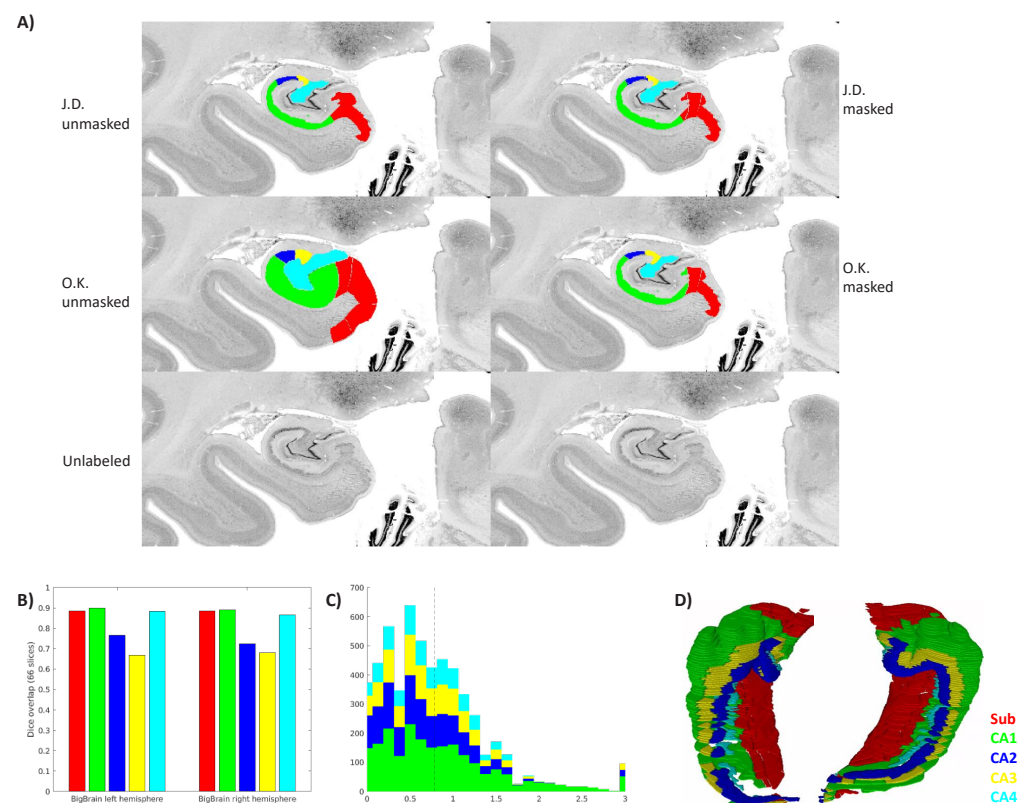 A)
J.D.
unmasked
J.D.
masked
O.K.
unmasked
O.K.
masked
Unlabeled
B)
1
0.9
0.8
0.7
0.6
0.5
0.4
0.3
0.2
0.1
0
Dice overlap (66 slices)
BigBrain left hemisphere
BigBrain right hemisphere
C)
700
600
500
400
300
200
100
0
0
0.5
1
1.5
2
2.5
3
D)
Sub
CA1
CA2
CA3
CA4